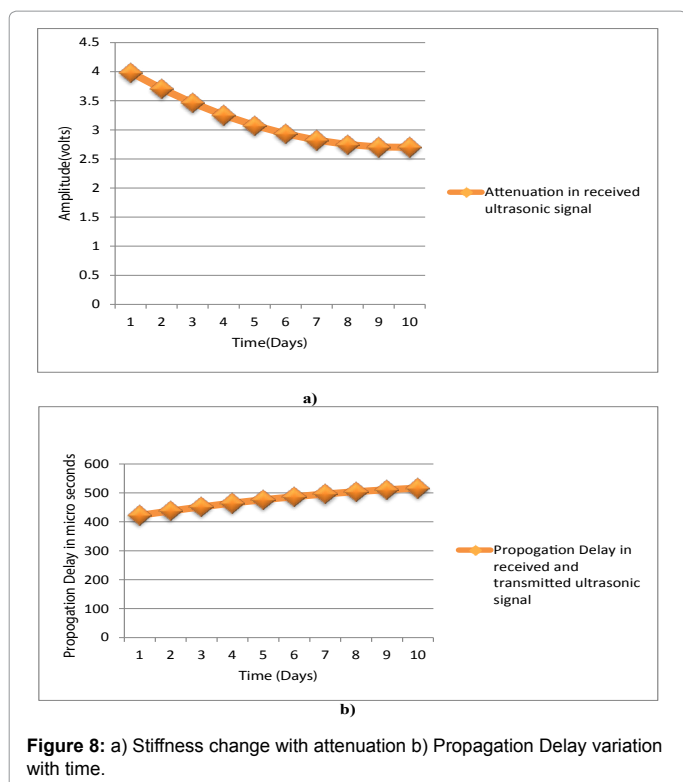 4.5
4
3.5
3
2.5
2
1.5
1
0.5
0
Amplitude(volts)
1 2 3 4 5 6 7 8 9 10
Time(Days)
Attenuation in received
ultrasonic signal
a)
600
500
400
300
200
100
0
Propogation Delay in micro seconds
1 2 3 4 5 6 7 8 9 10
Time (Days)
Propogation Delay in
received and
transmitted ultrasonic
signal
b)
Figure 8: a) Stiffness change with attenuation b) Propagation Delay variation
with time.